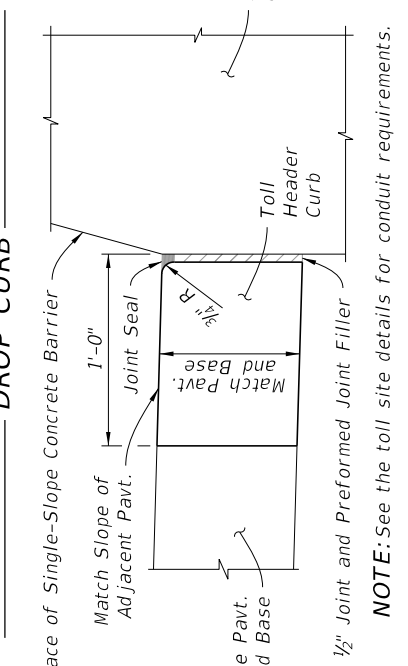 DROP CURB
ace of Single-Slope Concrete Barrier
Match Slope of
Adjacent Pavt.
1'-0"
Joint Seal
3/4" R
Match Pavt.
and Base
Toll
Header
Curb
e Pavt.
d Base
1/2" Joint and Preformed Joint Filler
NOTE: See the toll site details for conduit requirements.